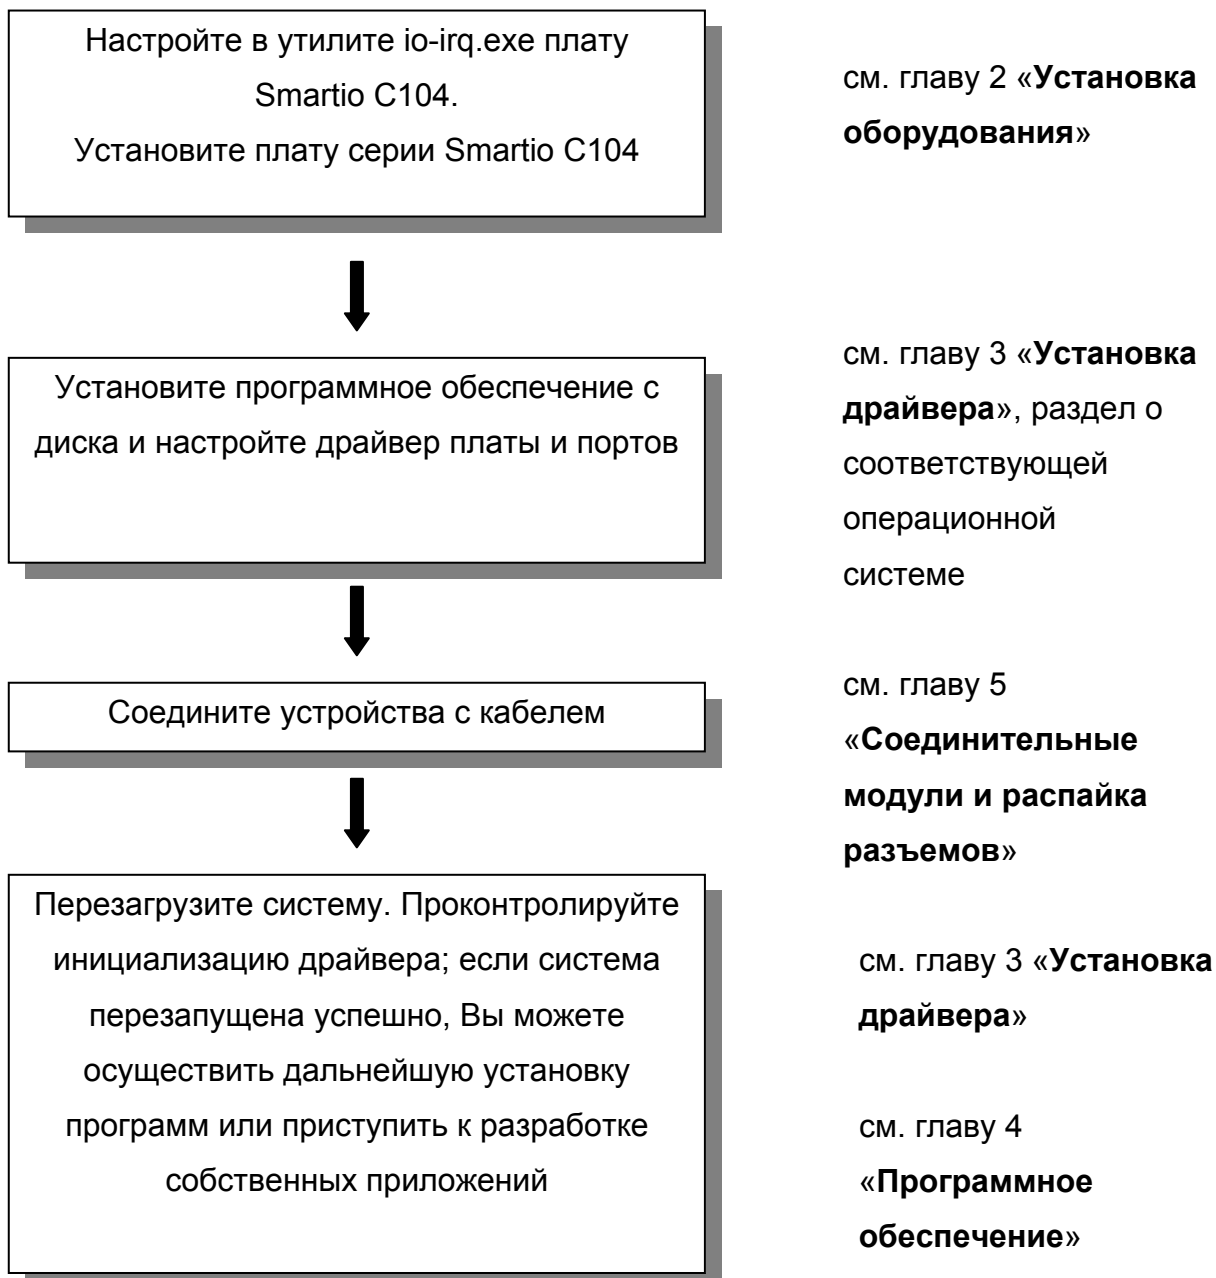 Настройте в утилите io-irq.exe плату
Smartio C104.
Установите плату серии Smartio C104
см. главу 2 «Установка
оборудования»
Установите программное обеспечение с
диска и настройте драйвер платы и портов
см. главу 3 «Установка
драйвера», раздел о
соответствующей
операционной
системе
Соедините устройства с кабелем
см. главу 5
«Соединительные
модули и распайка
разъемов»
Перезагрузите систему. Проконтролируйте
инициализацию драйвера; если система
перезапущена успешно, Вы можете
осуществить дальнейшую установку
программ или приступить к разработке
собственных приложений
см. главу 3 «Установка
драйвера»
см. главу 4
«Программное
обеспечение»